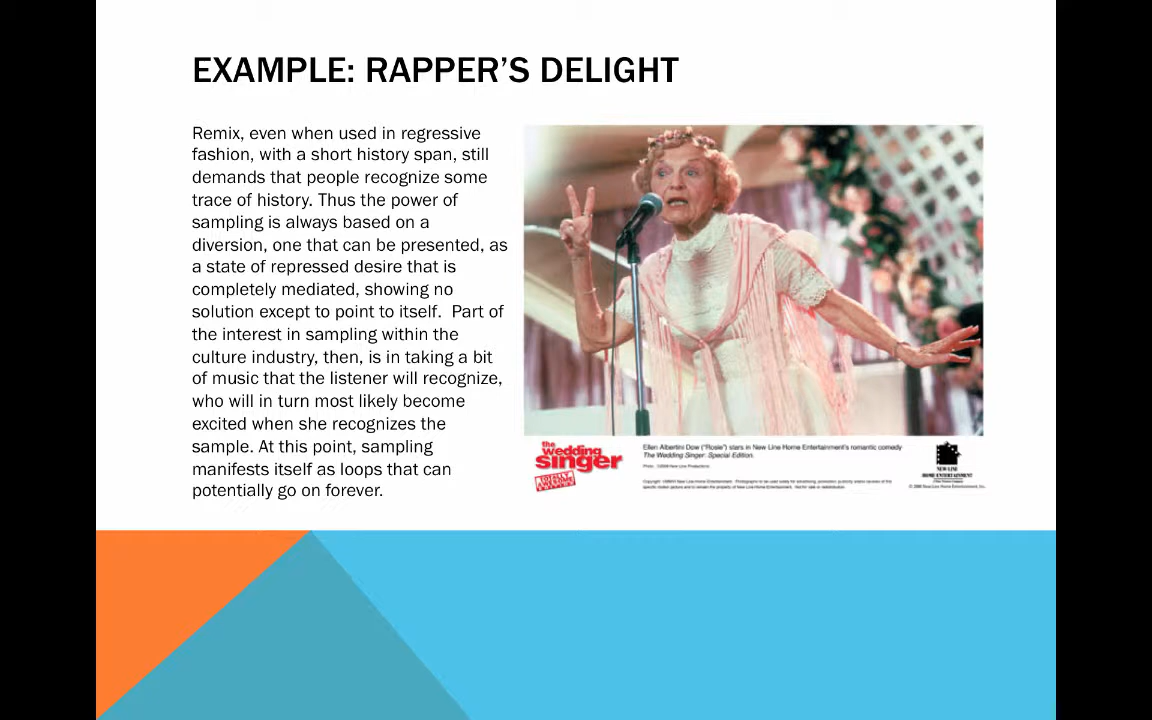 EXAMPLE: RAPPER'S DELIGHT
Remix, even when used in regressive
fashion, with a short history span, still
demands that people recognize some
trace of history. Thus the power of
sampling is always based on a
diversion, one that can be presented, as
a state of repressed desire that is
completely mediated, showing no
solution except to point to itself.  Part of
the interest in sampling within the
culture industry, then, is in taking a bit
of music that the listener will recognize,
who will in turn most likely become
excited when she recognizes the
sample. At this point, sampling
manifests itself as loops that can
potentially go on forever.
the
wedding
singer
Ellen Albertini Dow ("Rosie") stars in New Line Home Entertainment's romantic comedy
The Wedding Singer: Special Edition.
NEW LINE
HOME ENTERTAINMENT